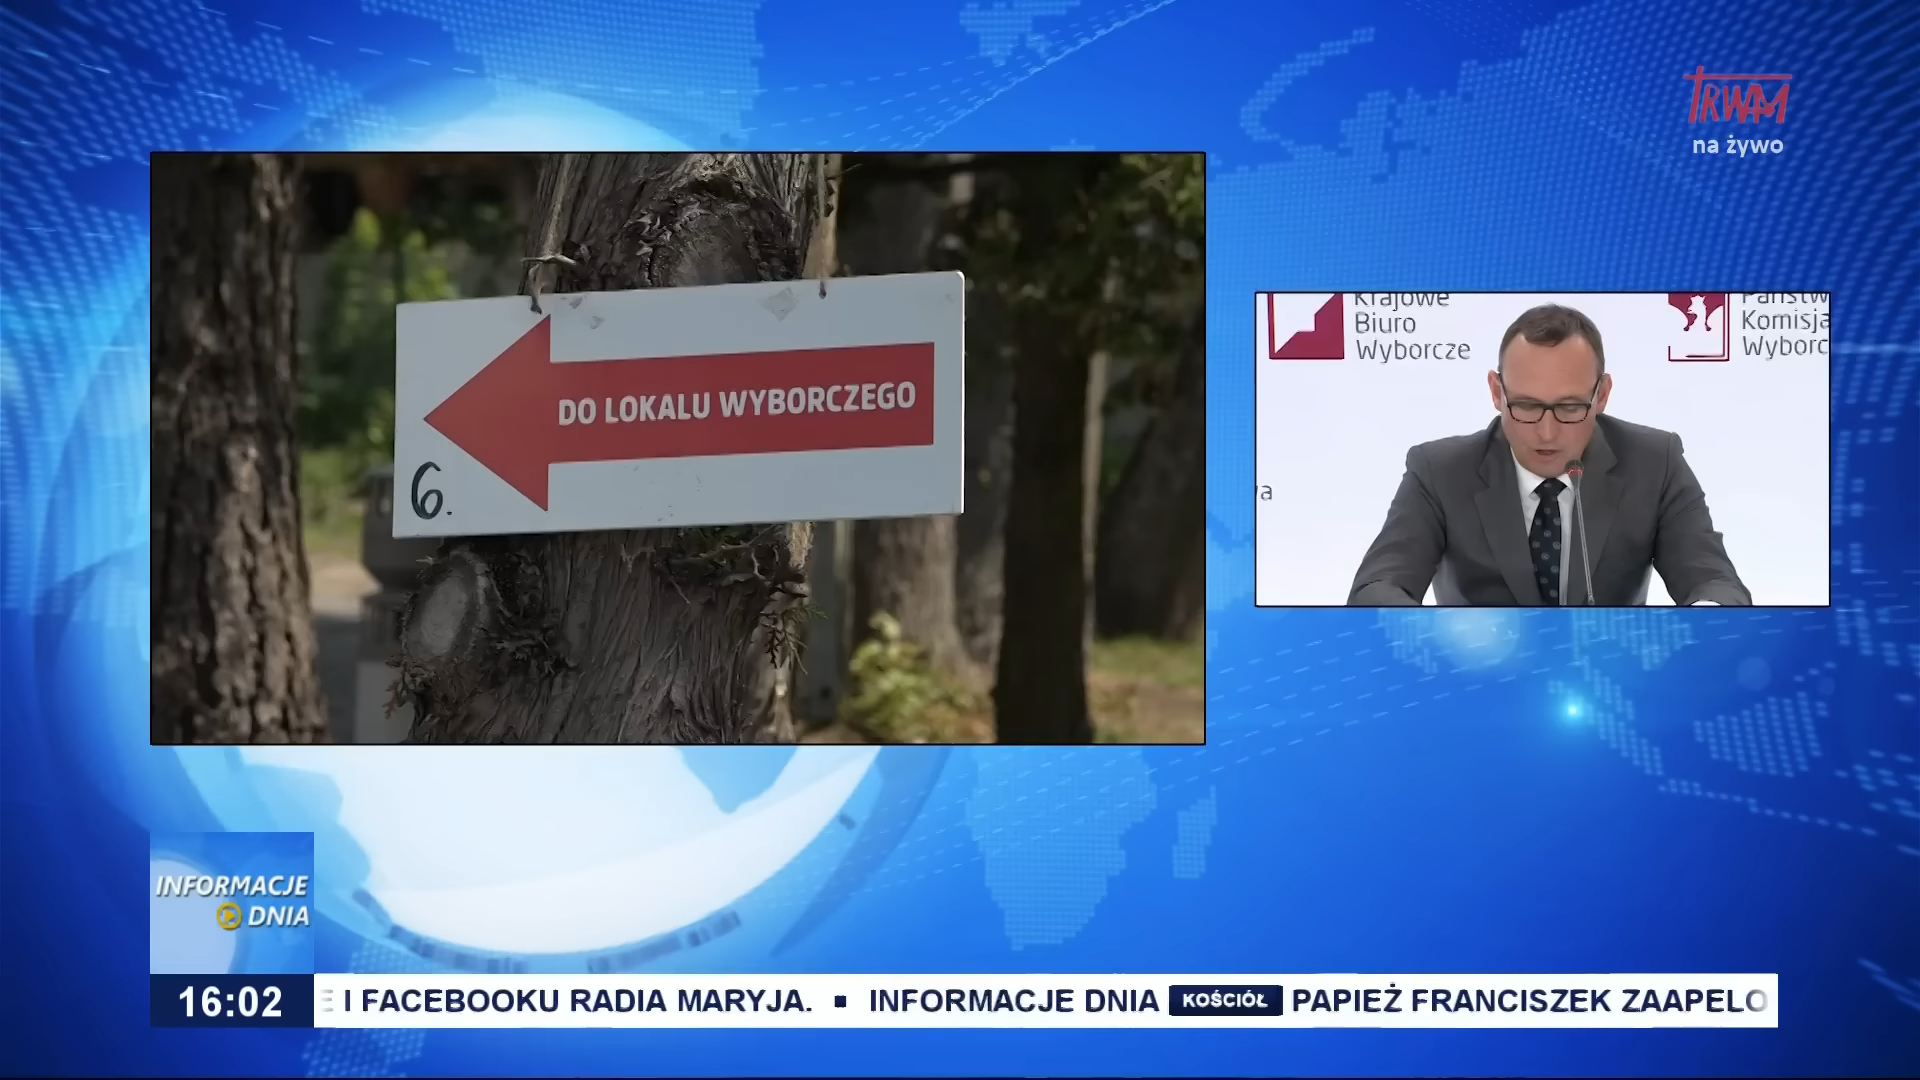 TRWAM
na żywo
DO LOKALU WYBORCZEGO
6.
Krajowe
Biuro
Wyborcze
Komisja
INFORMACJE
DNIA
16:02
I FACEBOOKU RADIA MARYJA. ▪ INFORMACJE DNIA KOŚCIÓŁ PAPIEŻ FRANCISZEK ZAAPELO